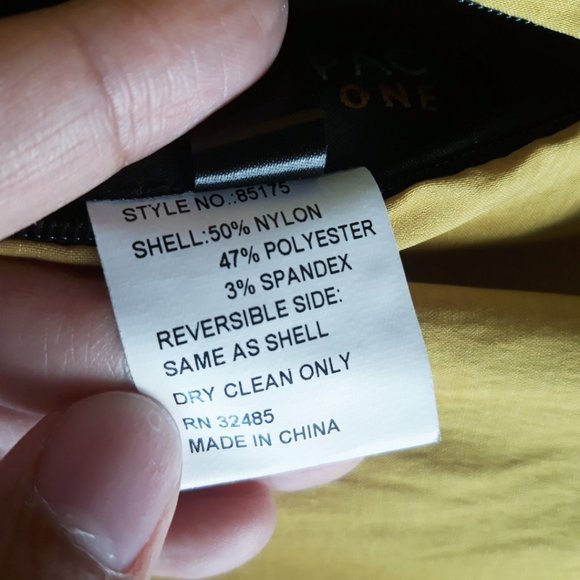 PAC
ONE
STYLE NO.:85175
SHELL:50% NYLON
47% POLYESTER
3% SPANDEX
REVERSIBLE SIDE:
SAME AS SHELL
DRY CLEAN ONLY
RN 32485
MADE IN CHINA